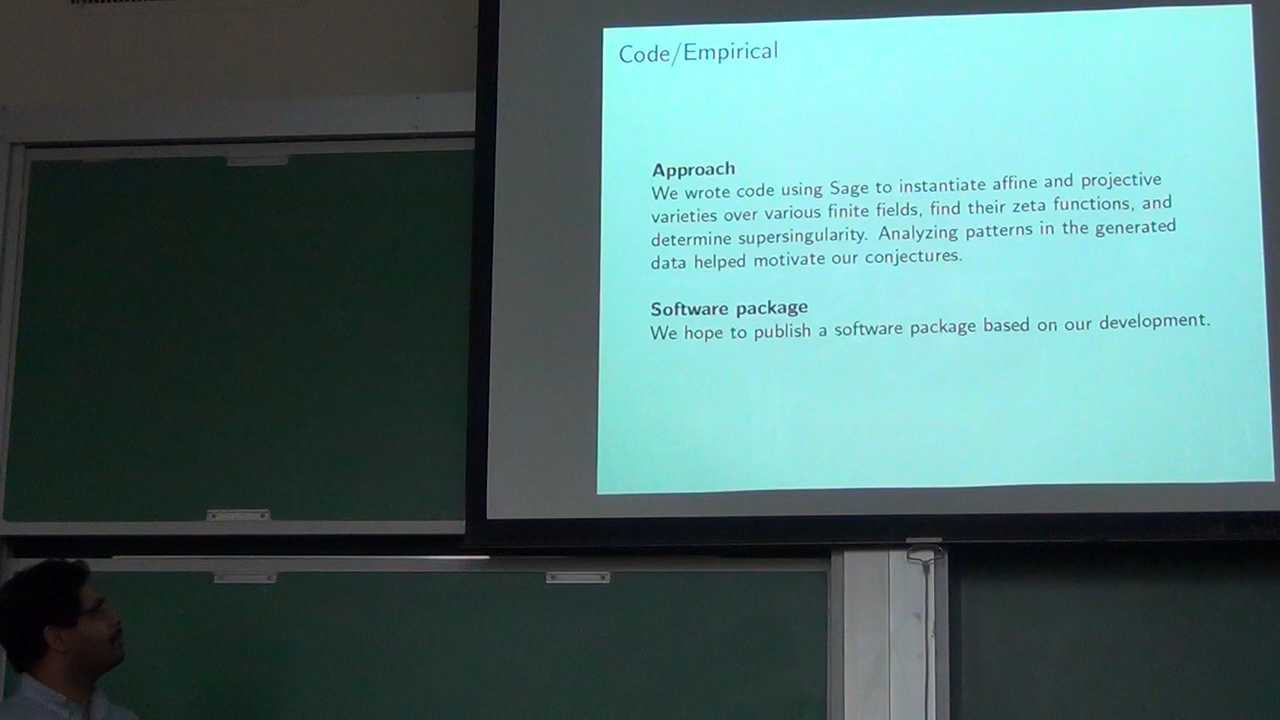 Code/Empirical
Approach
We wrote code using Sage to instantiate affine and projective
varieties over various finite fields, find their zeta functions, and
determine supersingularity. Analyzing patterns in the generated
data helped motivate our conjectures.
Software package
We hope to publish a software package based on our development.